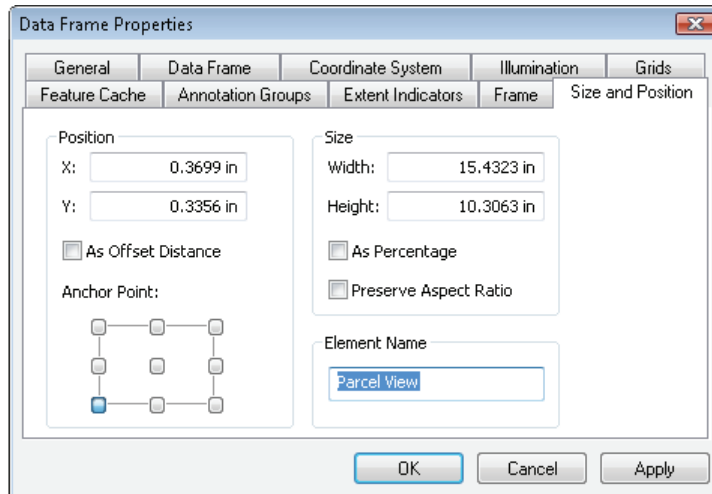 Data Frame Properties
General Data Frame Coordinate System Illumination Grids
Feature Cache Annotation Groups Extent Indicators Frame Size and Position
Position
X: 0.3699 in
Y: 0.3356 in
As Offset Distance
Anchor Point:
Size
Width: 15.4323 in
Height: 10.3063 in
As Percentage
Preserve Aspect Ratio
Element Name
Parcel View
OK Cancel Apply